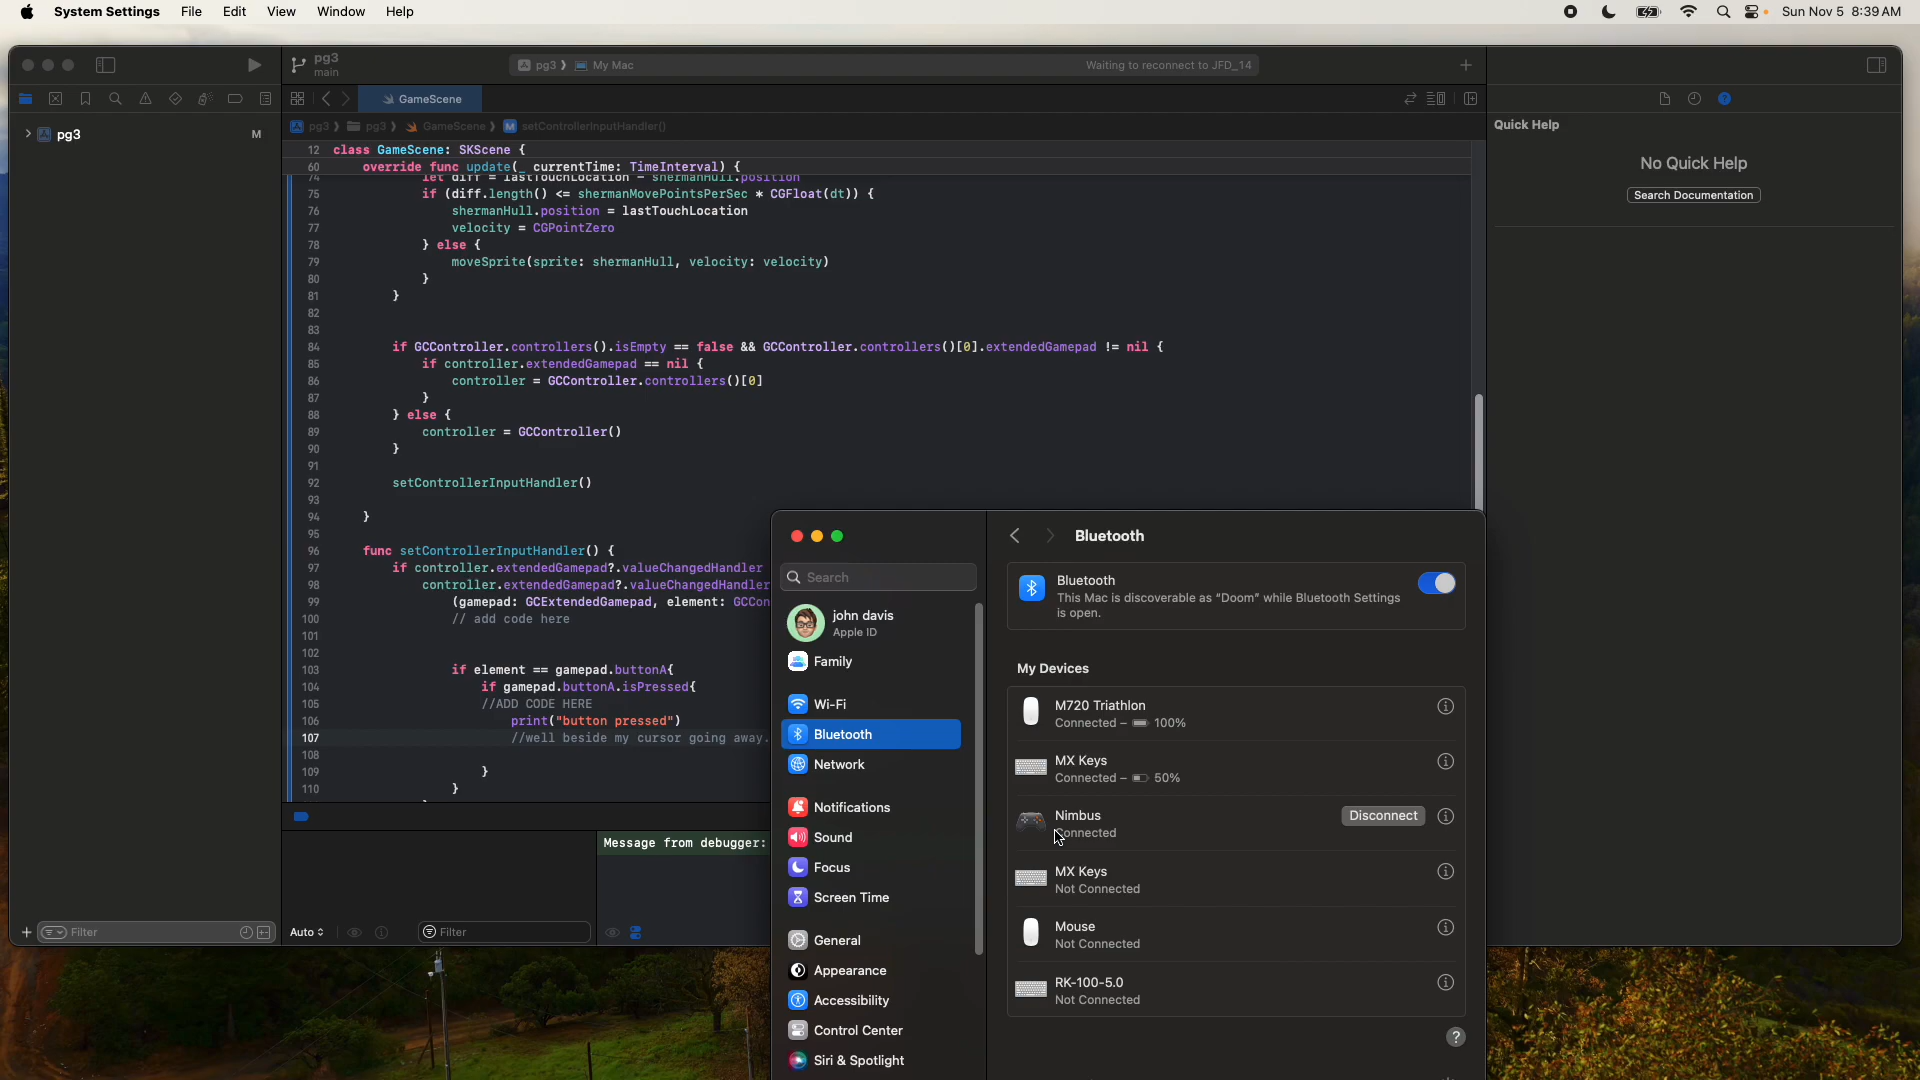 System Settings File Edit View Window Help
Sun Nov 5 8:39 AM
pg3
main
pg3 My Mac
Waiting to reconnect to JFD_14
GameScene
pg3 pg3 GameScene M setControllerInputHandler()
pg3 M
Quick Help
No Quick Help
Search Documentation
12 class GameScene: SKScene {
60 override func update(_ currentTime: TimeInterval) {
74 let diff = lastTouchLocation - shermanHull.position
75 if (diff.length() <= shermanMovePointsPerSec * CGFloat(dt)) {
76 shermanHull.position = lastTouchLocation
77 velocity = CGPointZero
78 } else {
79 moveSprite(sprite: shermanHull, velocity: velocity)
80 }
81 }
82
83
84 if GCController.controllers().isEmpty == false && GCController.controllers()[0].extendedGamepad != nil {
85 if controller.extendedGamepad == nil {
86 controller = GCController.controllers()[0]
87 }
88 } else {
89 controller = GCController()
90 }
91
92 setControllerInputHandler()
93
94 }
95
96 func setControllerInputHandler() {
97 if controller.extendedGamepad?.valueChangedHandler
98 controller.extendedGamepad?.valueChangedHandler
99 (gamepad: GCExtendedGamepad, element: GCCon
100 // add code here
101
102
103 if element == gamepad.buttonA{
104 if gamepad.buttonA.isPressed{
105 //ADD CODE HERE
106 print("button pressed")
107 //well beside my cursor going away.
108
109 }
110 }
Message from debugger:
Filter
Auto
Filter
Search
john davis
Apple ID
Family
Wi-Fi
Bluetooth
Network
Notifications
Sound
Focus
Screen Time
General
Appearance
Accessibility
Control Center
Siri & Spotlight
Bluetooth
Bluetooth
This Mac is discoverable as "Doom" while Bluetooth Settings
is open.
My Devices
M720 Triathlon
Connected – 100%
MX Keys
Connected – 50%
Nimbus
Connected
Disconnect
MX Keys
Not Connected
Mouse
Not Connected
RK-100-5.0
Not Connected
?